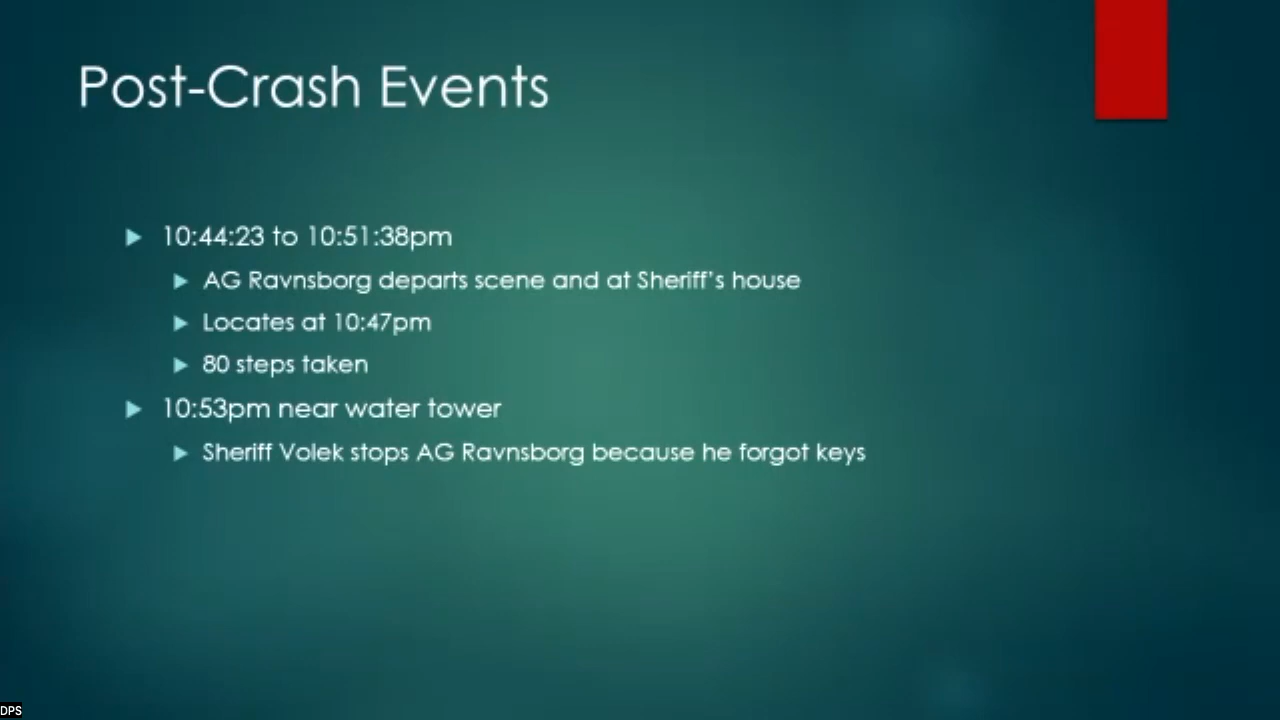 Post-Crash Events
10:44:23 to 10:51:38pm
AG Ravnsborg departs scene and at Sheriff's house
Locates at 10:47pm
80 steps taken
10:53pm near water tower
Sheriff Volek stops AG Ravnsborg because he forgot keys
DPS